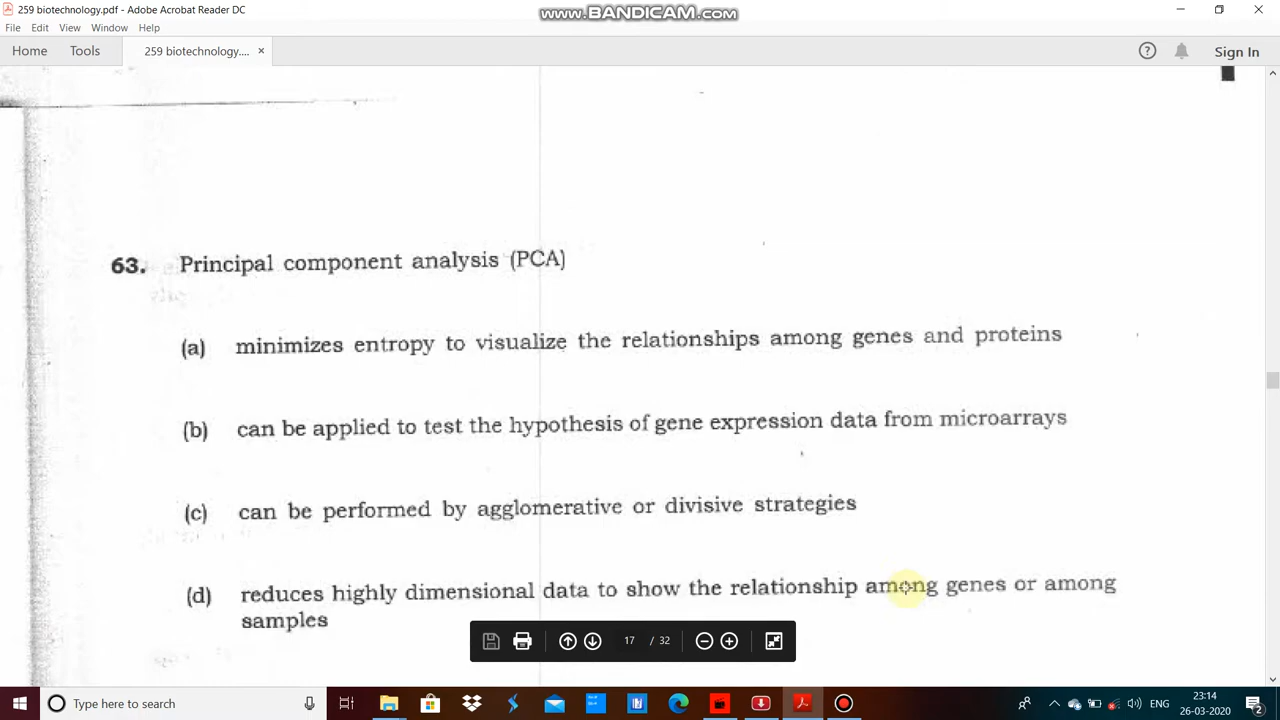 259 biotechnology.pdf - Adobe Acrobat Reader DC
www.BANDICAM.com
File Edit View Window Help
Home Tools 259 biotechnology.... × Sign In
63. Principal component analysis (PCA)
(a) minimizes entropy to visualize the relationships among genes and proteins
(b) can be applied to test the hypothesis of gene expression data from microarrays
(c) can be performed by agglomerative or divisive strategies
(d) reduces highly dimensional data to show the relationship among genes or among
samples
17 / 32
Type here to search
ENG
23:14
26-03-2020
2